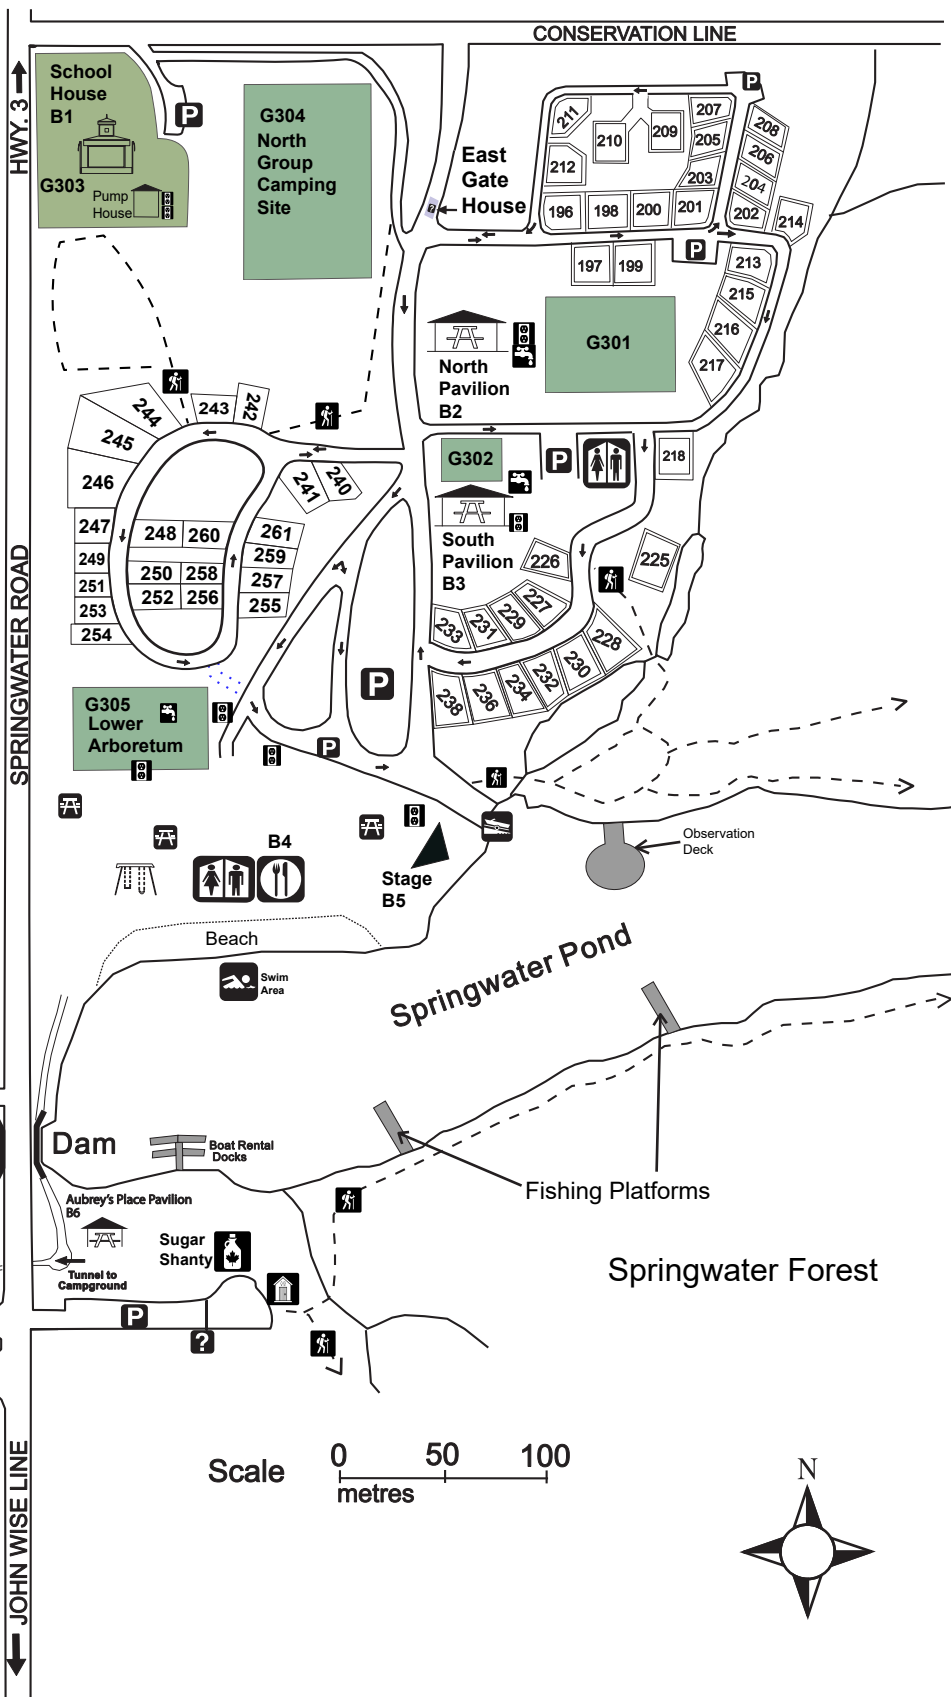 CONSERVATION LINE
HWY. 3
School
House
B1
P
G303
Pump
House
G304
North
Group
Camping
Site
East
Gate
House
?
P
207
211
210
209
205
208
206
212
203
204
196
198
200
201
202
214
P
197
199
213
215
216
217
G301
North
Pavilion
B2
G302
P
218
South
Pavilion
B3
226
225
227
229
231
233
228
230
232
234
236
238
244
243
242
245
246
241
240
247
248
260
261
249
259
250
258
257
251
252
256
255
253
254
SPRINGWATER ROAD
G305
Lower
Arboretum
P
P
B4
Stage
B5
Observation
Deck
Beach
Swim
Area
Springwater Pond
Dam
Boat Rental
Docks
Fishing Platforms
Aubrey's Place Pavilion
B6
Sugar
Shanty
Tunnel to
Campground
P
?
Springwater Forest
JOHN WISE LINE
Scale
0 50 100
metres
N